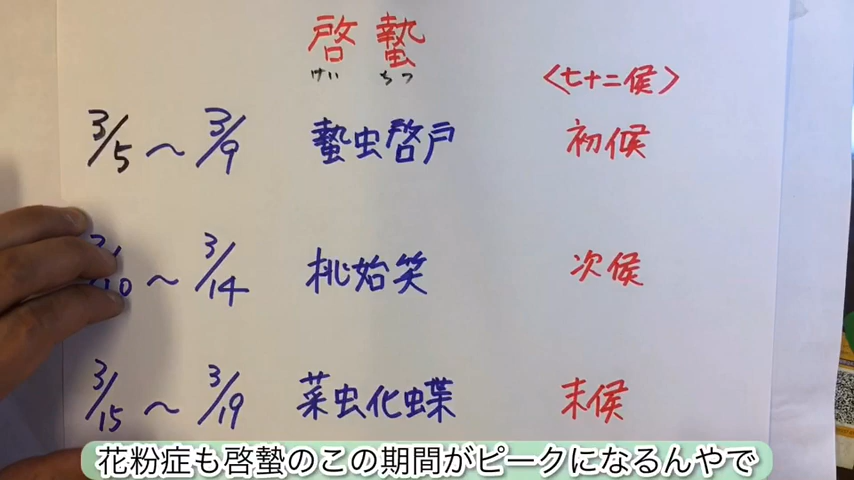 啓蟄
けい ちつ
〈七十二侯〉
3/5 〜 3/9 蟄虫啓戸 初候
3/10 〜 3/14 桃始笑 次侯
3/15 〜 3/19 菜虫化蝶 末侯
花粉症も啓蟄のこの期間がピークになるんやで